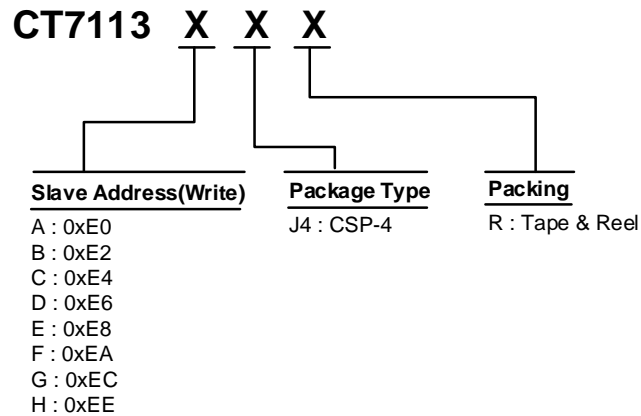 CT7113 X X X
Slave Address(Write)
A : 0xE0
B : 0xE2
C : 0xE4
D : 0xE6
E : 0xE8
F : 0xEA
G : 0xEC
H : 0xEE
Package Type
J4 : CSP-4
Packing
R : Tape & Reel